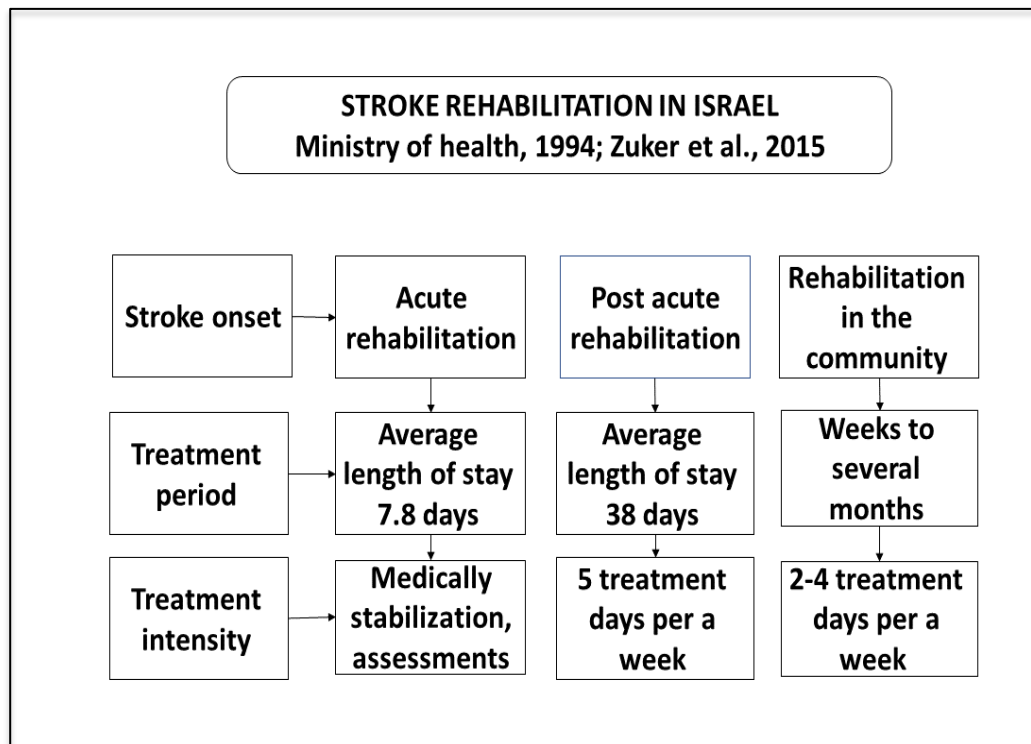 STROKE REHABILITATION IN ISRAEL
Ministry of health, 1994; Zuker et al., 2015
Stroke onset
Acute
rehabilitation
Post acute
rehabilitation
Rehabilitation
in the
community
Treatment
period
Average
length of stay
7.8 days
Average
length of stay
38 days
Weeks to
several
months
Treatment
intensity
Medically
stabilization,
assessments
5 treatment
days per a
week
2-4 treatment
days per a
week